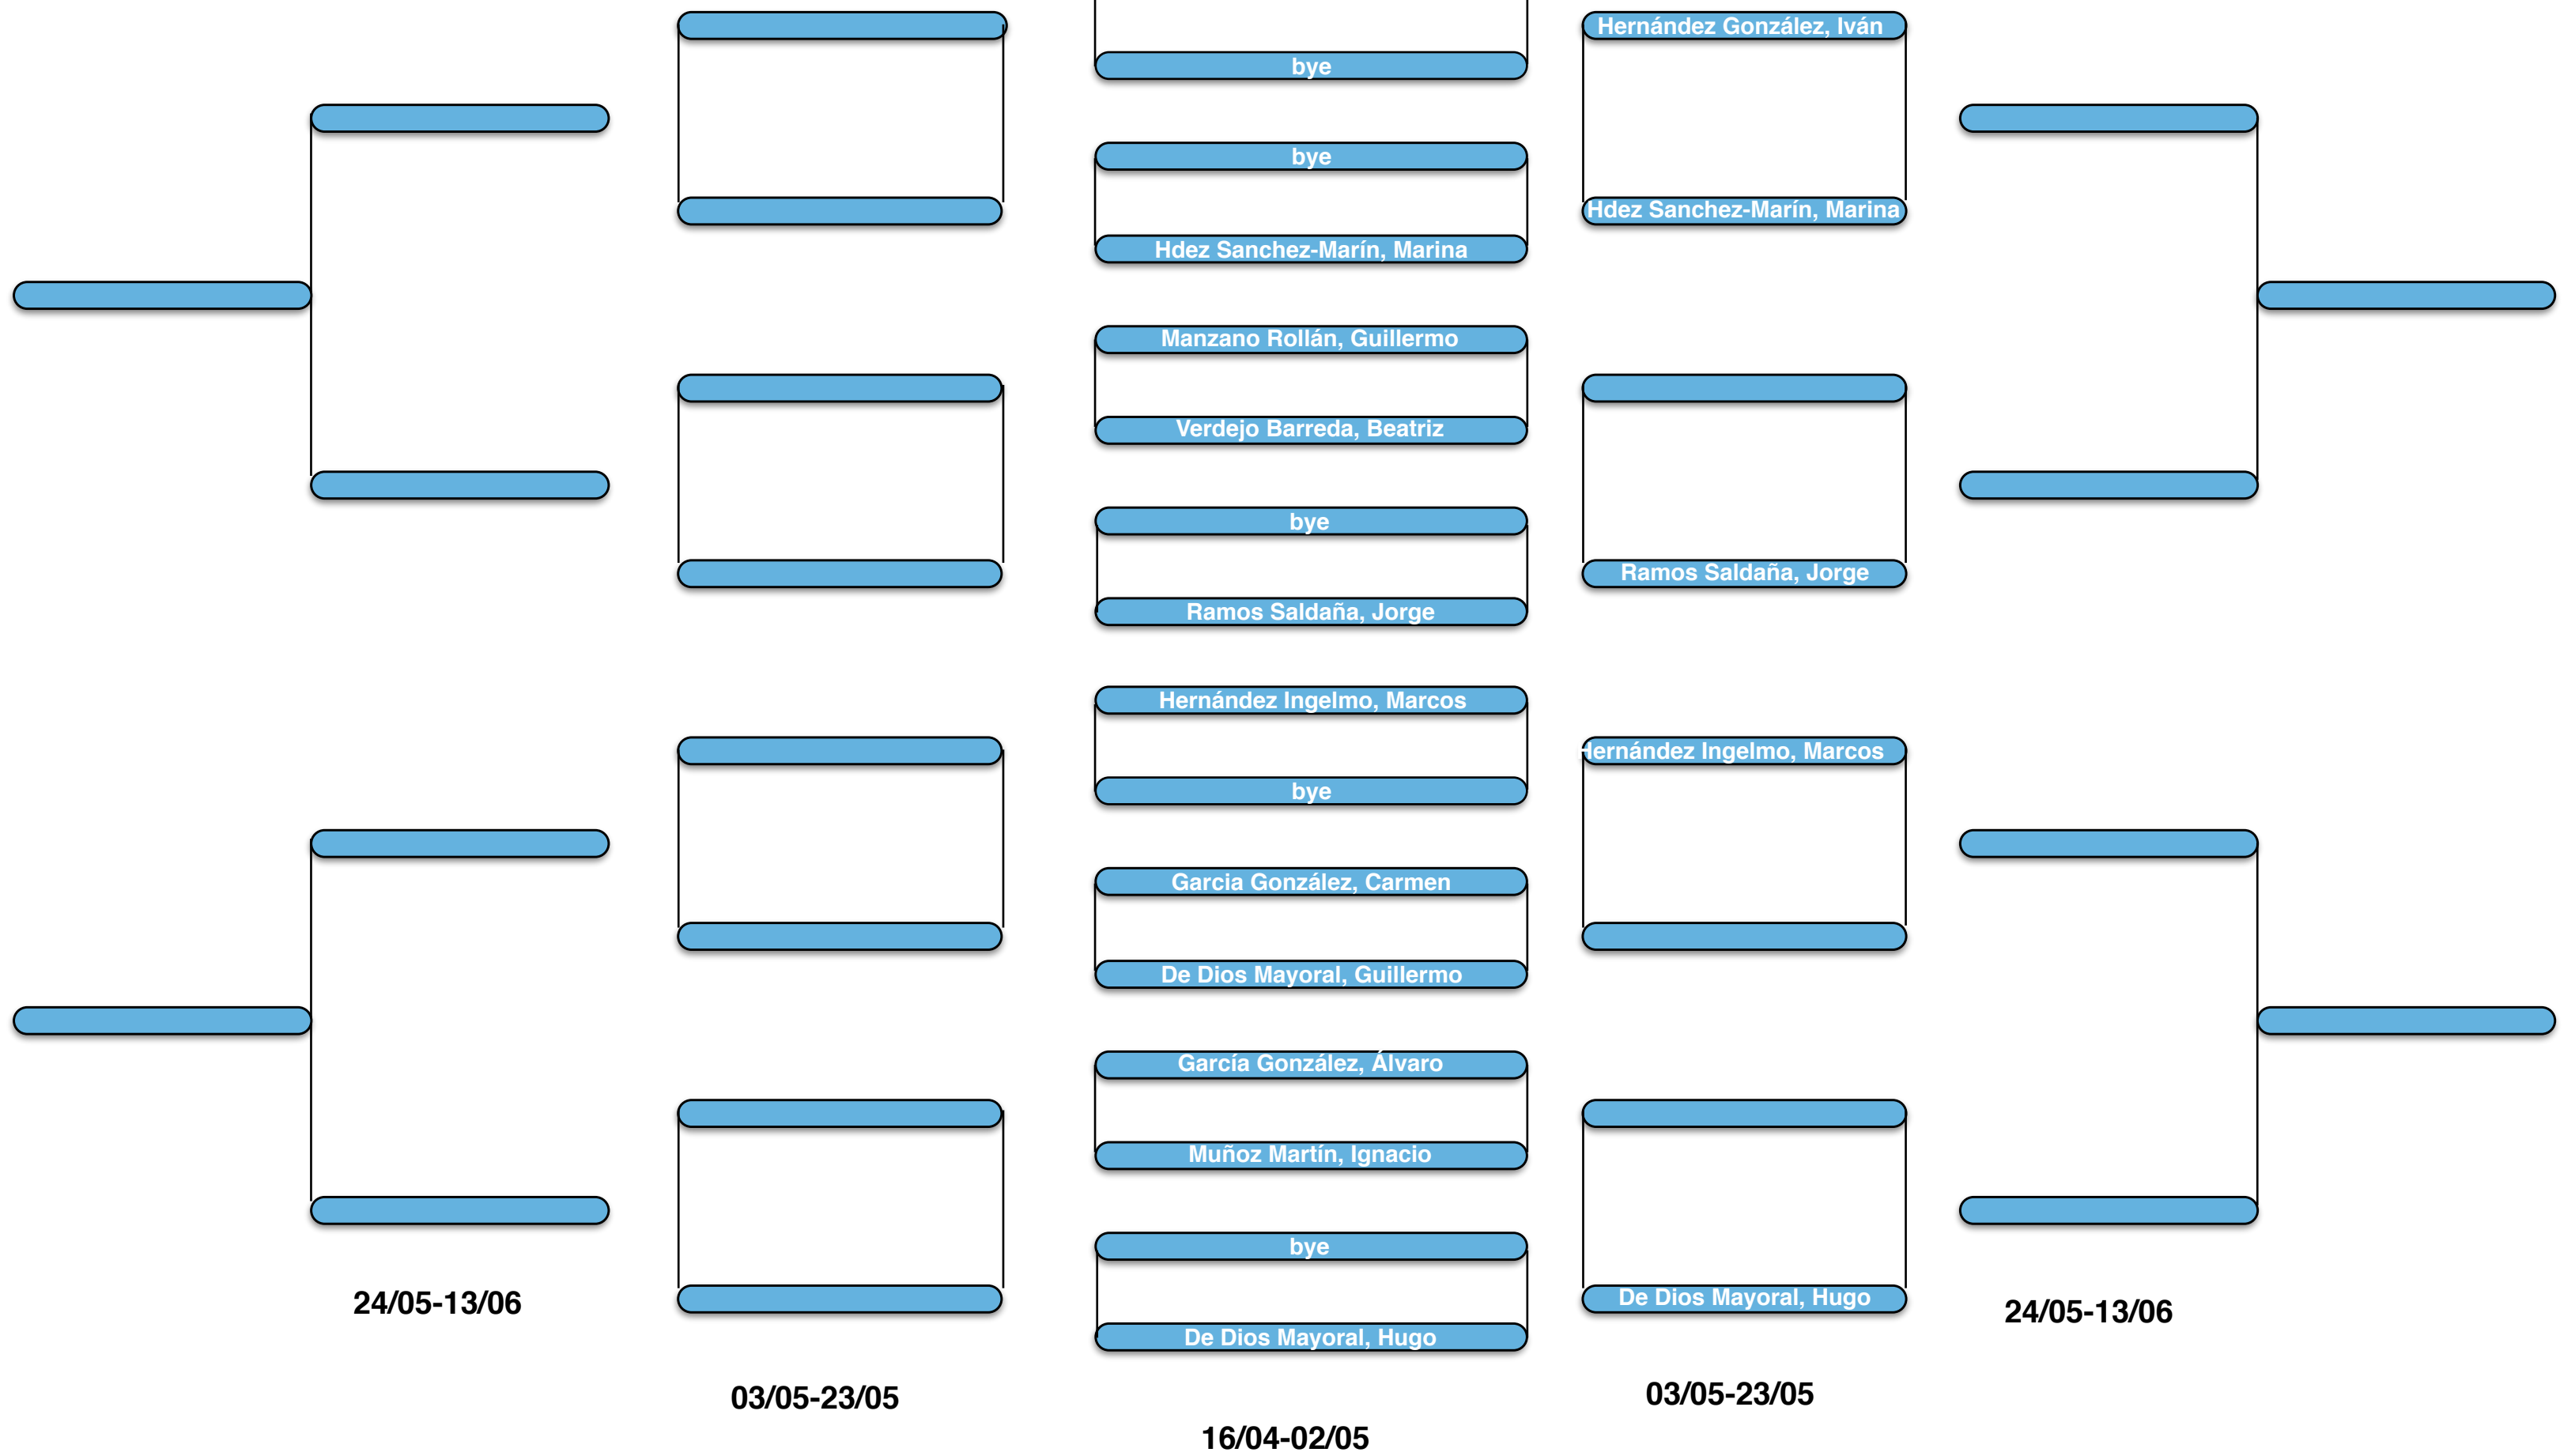 Hernández González, Iván
bye
bye
Hdez Sanchez-Marín, Marina
Hdez Sanchez-Marín, Marina
Manzano Rollán, Guillermo
Verdejo Barreda, Beatriz
bye
Ramos Saldaña, Jorge
Ramos Saldaña, Jorge
Hernández Ingelmo, Marcos
Hernández Ingelmo, Marcos
bye
Garcia González, Carmen
De Dios Mayoral, Guillermo
García González, Álvaro
Muñoz Martín, Ignacio
bye
De Dios Mayoral, Hugo
De Dios Mayoral, Hugo
24/05-13/06
24/05-13/06
03/05-23/05
03/05-23/05
16/04-02/05